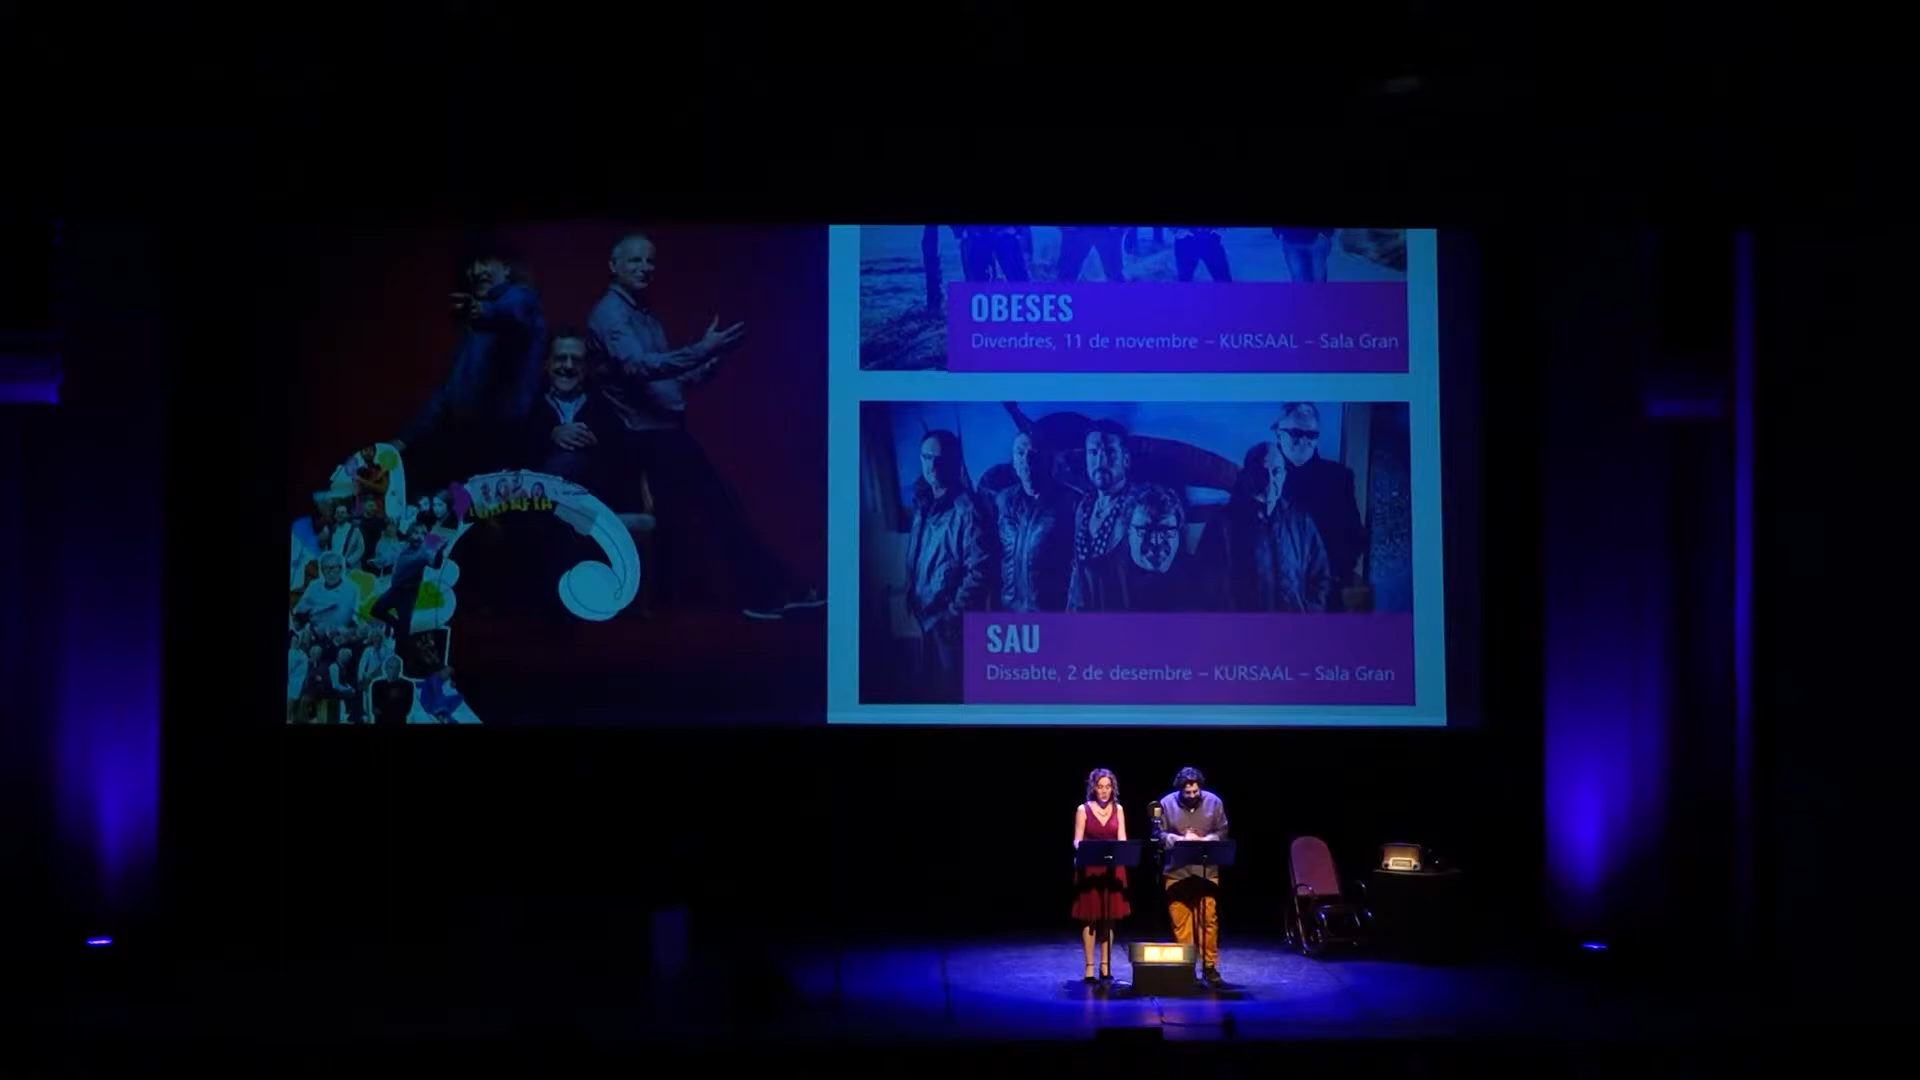 OBESES
Divendres, 11 de novembre – KURSAAL – Sala Gran
SAU
Dissabte, 2 de desembre – KURSAAL – Sala Gran